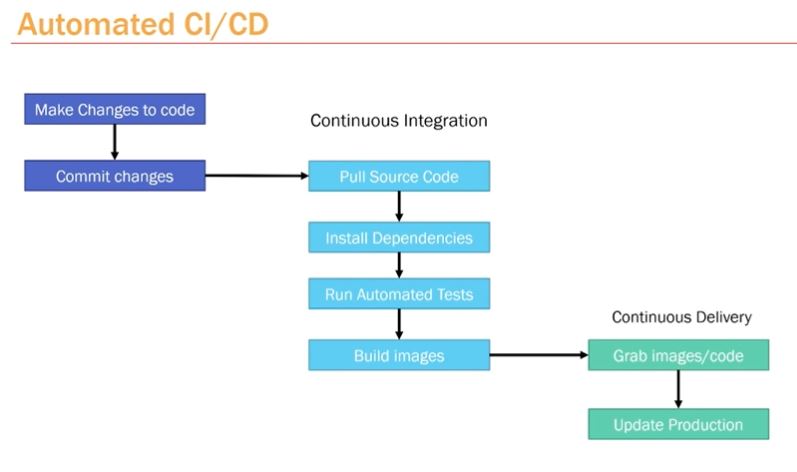 Automated CI/CD
Make Changes to code
Commit changes
Continuous Integration
Pull Source Code
Install Dependencies
Run Automated Tests
Build images
Continuous Delivery
Grab images/code
Update Production